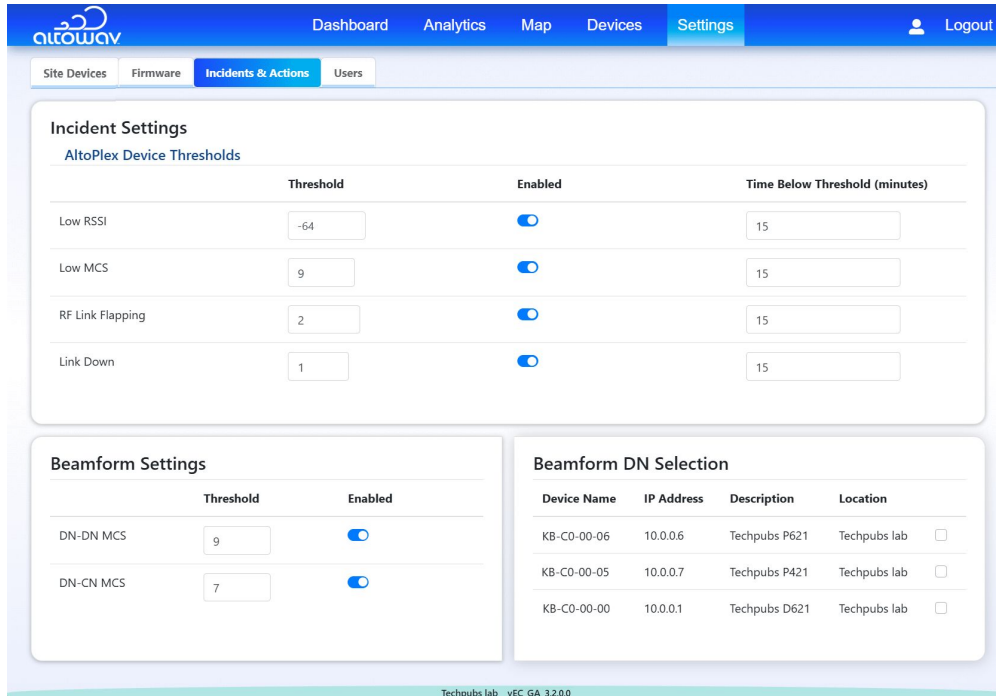 altowav Dashboard Analytics Map Devices Settings Logout
Site Devices Firmware Incidents & Actions Users
Incident Settings
AltoPlex Device Thresholds
Threshold Enabled Time Below Threshold (minutes)
Low RSSI -64 15
Low MCS 9 15
RF Link Flapping 2 15
Link Down 1 15
Beamform Settings
Threshold Enabled
DN-DN MCS 9
DN-CN MCS 7
Beamform DN Selection
Device Name IP Address Description Location
KB-C0-00-06 10.0.0.6 Techpubs P621 Techpubs lab
KB-C0-00-05 10.0.0.7 Techpubs P421 Techpubs lab
KB-C0-00-00 10.0.0.1 Techpubs D621 Techpubs lab
Techpubs lab vEC_GA_3.2.0.0